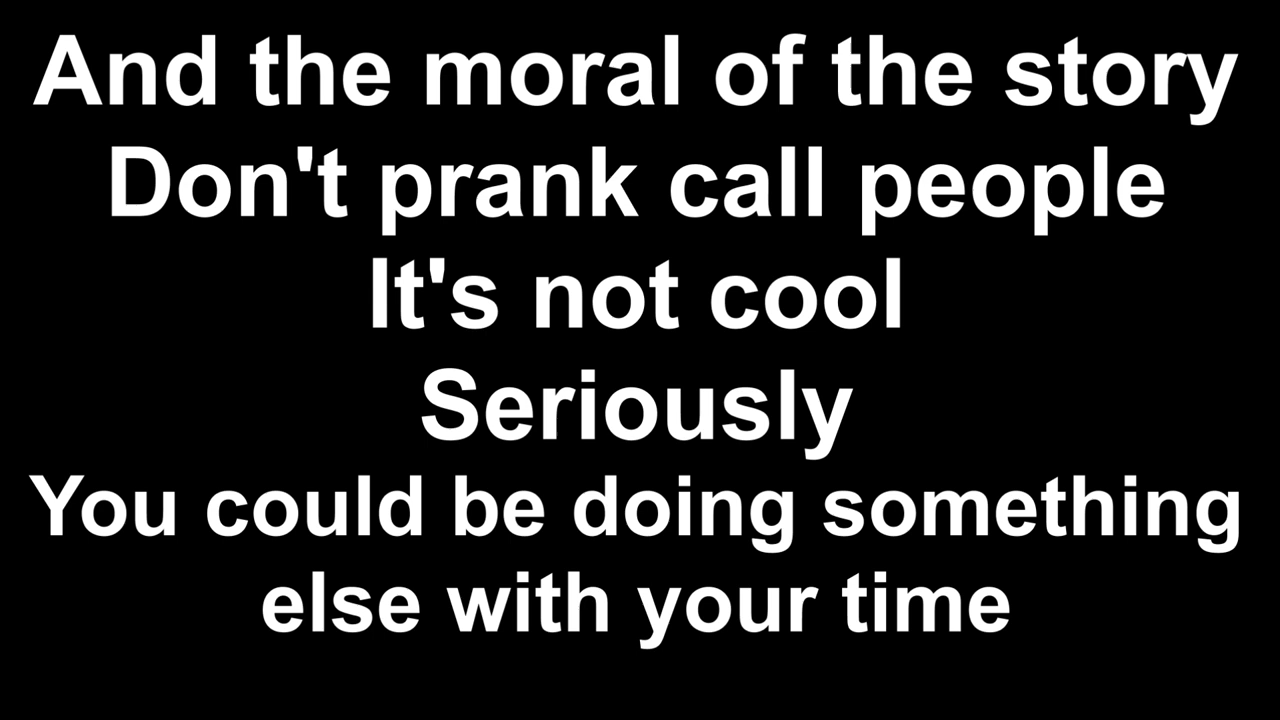 And the moral of the story
Don't prank call people
It's not cool
Seriously
You could be doing something
else with your time